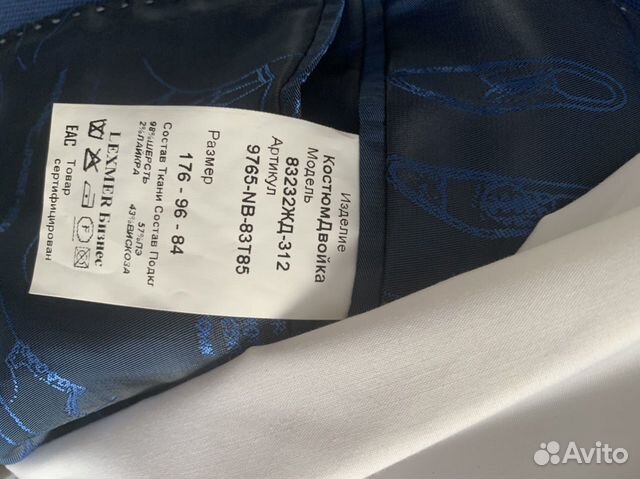 Изделие
КостюмДвойка
Модель
83232ЖД-312
Артикул
9765-NB-83T85
Размер
176 - 96 - 84
Состав Ткани Состав Подкг
98%ШЕРСТЬ 57%ПЭ
2%ЛАЙКРА 43%ВИСКОЗА
LEXMER Бизнес
F
EAC Товар
сертифицирован
Avito